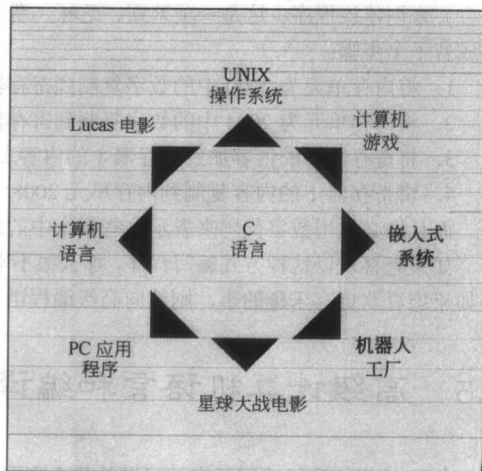 UNIX
操作系统
Lucas 电影
计算机
游戏
计算机
语言
C
语言
嵌入式
系统
PC 应用
程序
机器人
工厂
星球大战电影